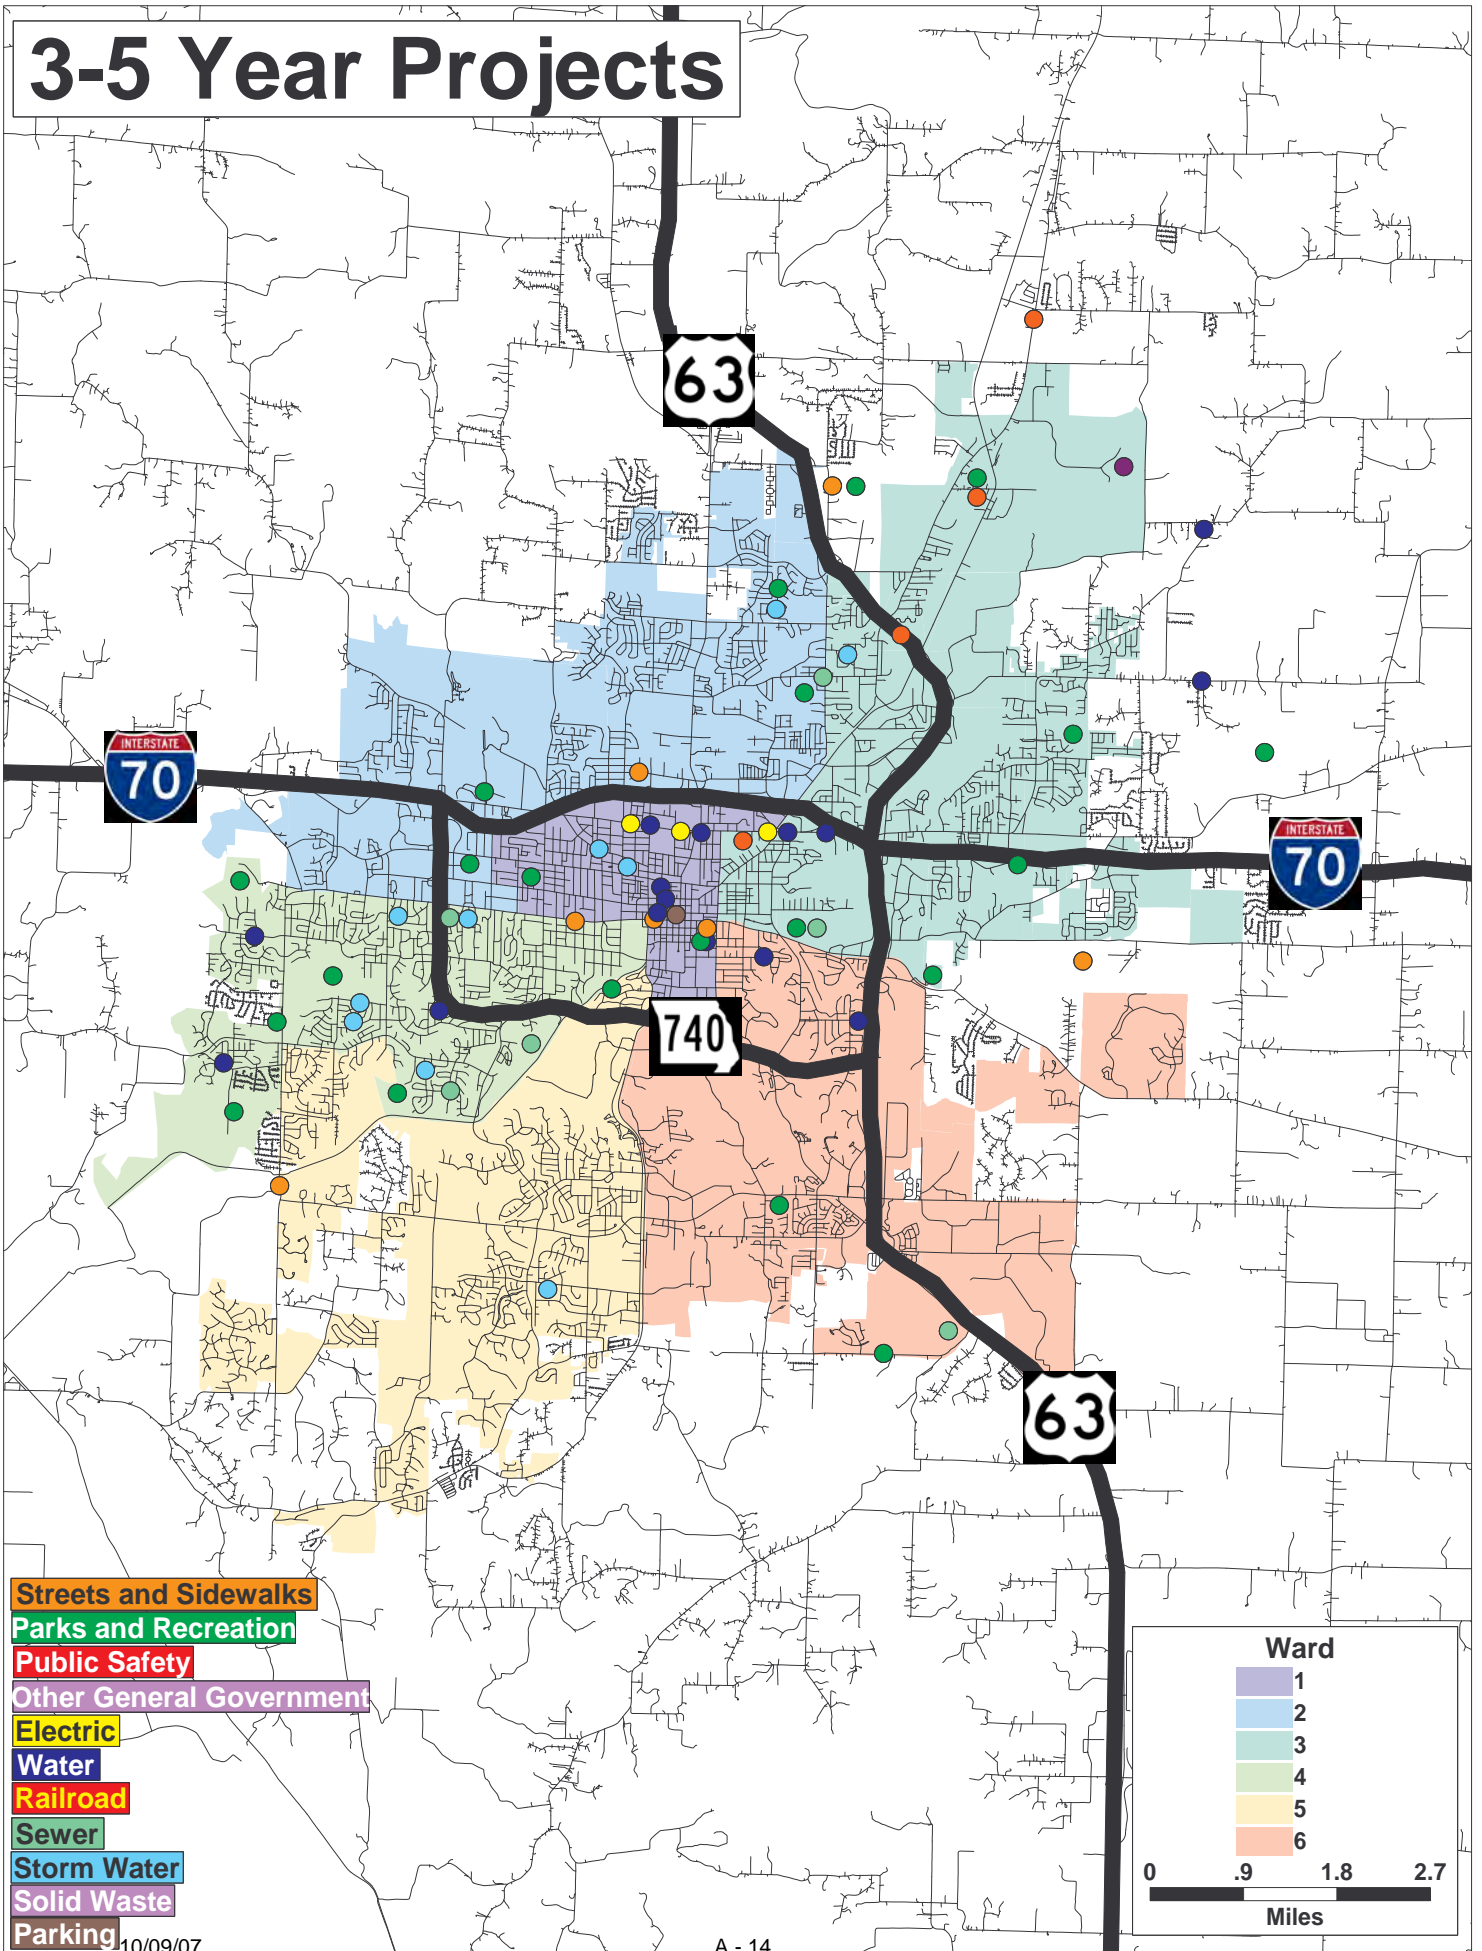 3-5 Year Projects
63
INTERSTATE
70
INTERSTATE
70
740
63
Streets and Sidewalks
Parks and Recreation
Public Safety
Other General Government
Electric
Water
Railroad
Sewer
Storm Water
Solid Waste
Parking
10/09/07
A - 14
Ward
1
2
3
4
5
6
0 .9 1.8 2.7
Miles